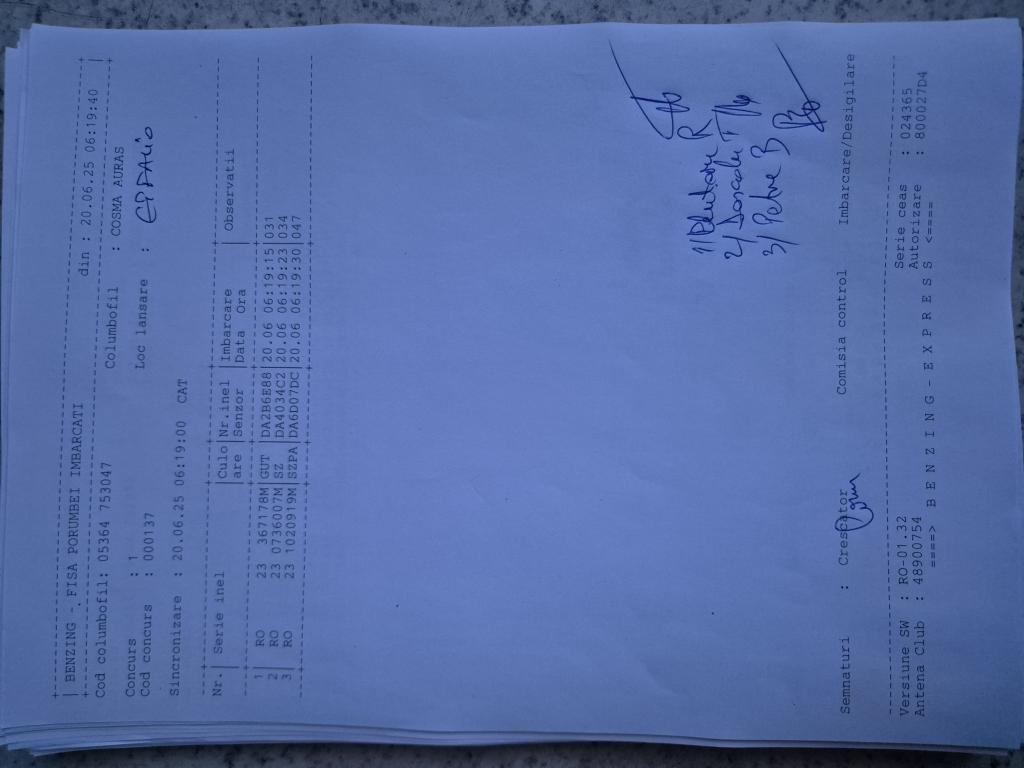 | BENZING - FISA PORUMBEI IMBARCATI
din : 20.06.25 06:19:40 |
Cod columbofil: 05364 753047 Columbofil : COSMA AURAS
Concurs : 1 Loc lansare :
Cod concurs : 000137
Sincronizare : 20.06.25 06:19:00 CAT
Nr.| Serie inel |Culo|Nr.inel |Imbarcare | Observatii
are |Senzor |Data Ora |
1| RO 23 367178M|GUT |DA2B6E88|20.06 06:19:15|031
2| RO 23 0736007M|SZ |DA4034C2|20.06 06:19:23|034
3| RO 23 1020919M|SZPA|DA6D07DC|20.06 06:19:30|047
1/ R
2/ T
3/ Petre B
Semnaturi : Crescator Comisia control Imbarcare/Desigilare
Versiune SW : RO-01.32 Serie ceas : 024365
Antena Club : 48900754 Autorizare : 800027D4
====> B E N Z I N G - E X P R E S S <====